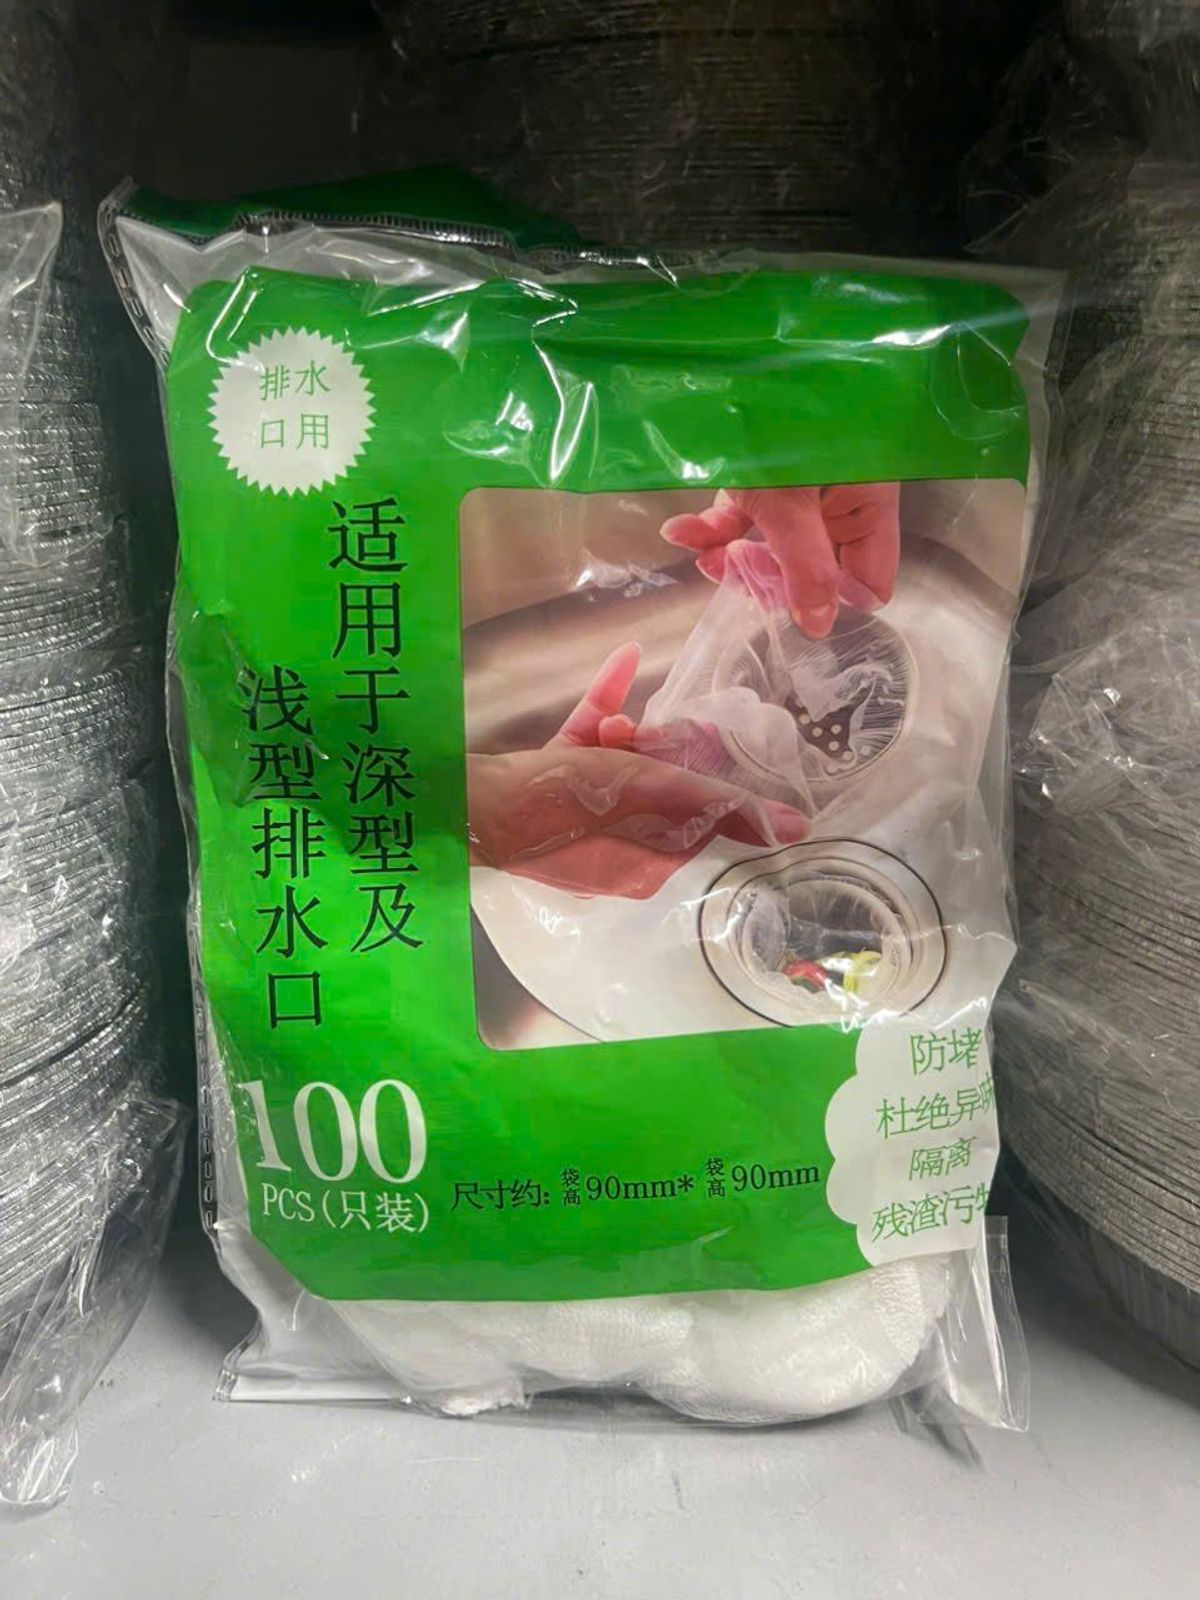 排水
口用
适用于深型及
浅型排水口
100
PCS(只装)
尺寸约: 袋高90mm* 袋高90mm
防堵
杜绝异味
隔离
残渣污